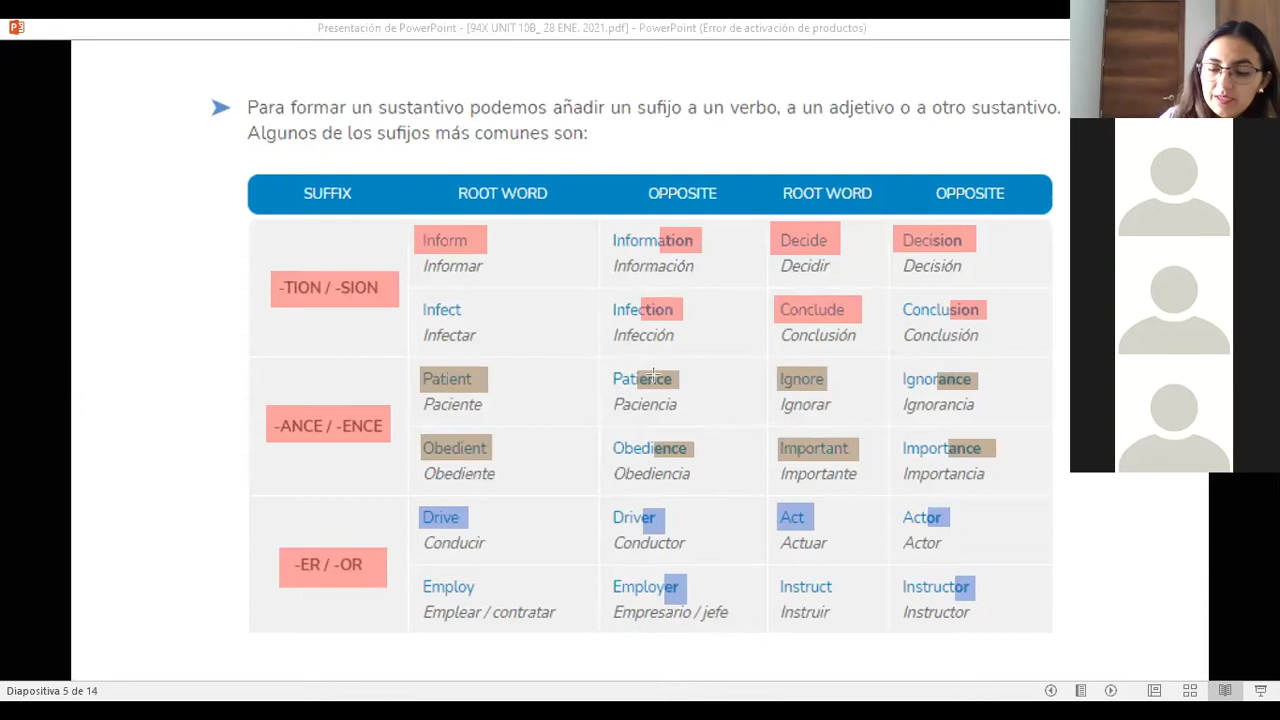 Presentación de PowerPoint - [94X UNIT 10B_ 28 ENE. 2021.pdf] - PowerPoint (Error de activación de productos)
Para formar un sustantivo podemos añadir un sufijo a un verbo, a un adjetivo o a otro sustantivo.
Algunos de los sufijos más comunes son:
SUFFIX ROOT WORD OPPOSITE ROOT WORD OPPOSITE
-TION / -SION
Inform Information Decide Decision
Informar Información Decidir Decisión
Infect Infection Conclude Conclusion
Infectar Infección Conclusión Conclusión
-ANCE / -ENCE
Patient Patience Ignore Ignorance
Paciente Paciencia Ignorar Ignorancia
Obedient Obedience Important Importance
Obediente Obediencia Importante Importancia
-ER / -OR
Drive Driver Act Actor
Conducir Conductor Actuar Actor
Employ Employer Instruct Instructor
Emplear / contratar Empresario / jefe Instruir Instructor
Diapositiva 5 de 14